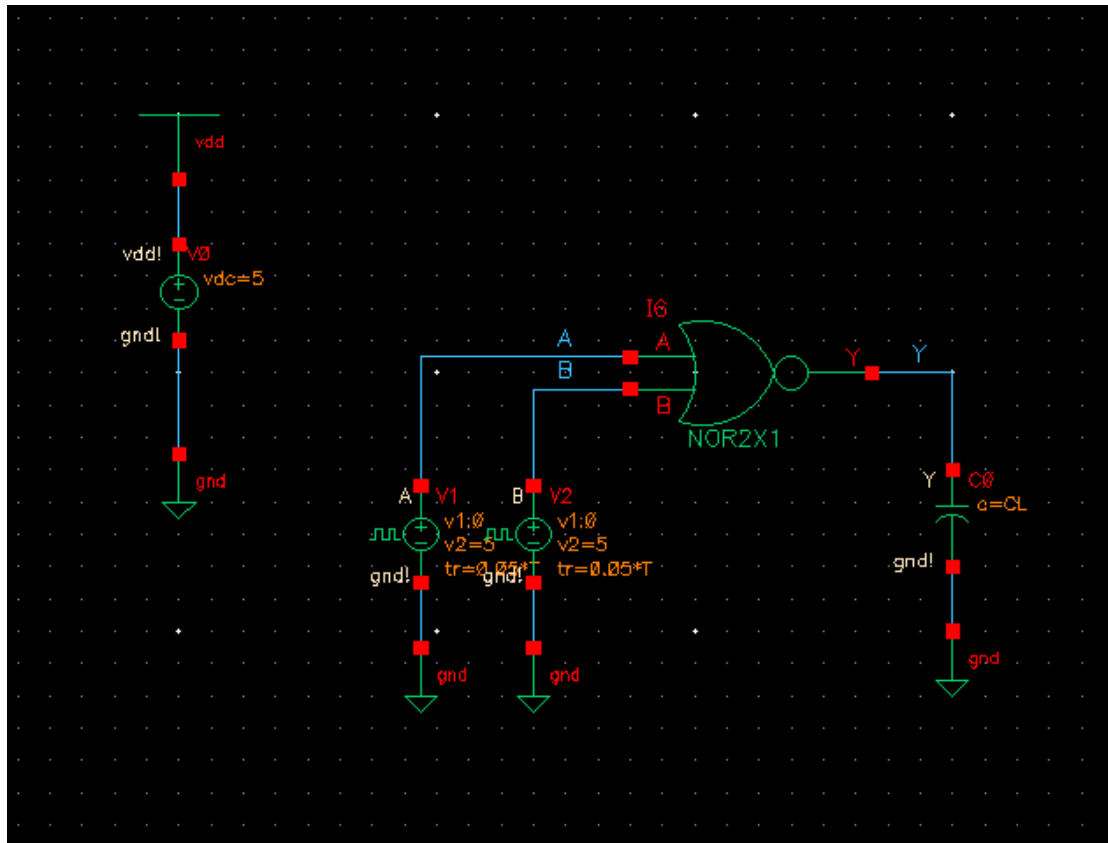 vdd
vdd!
V0
vdc=5
gnd!
gnd
I6
A
A
B
B
NOR2X1
Y
Y
A
V1
v1:0
v2=5
tr=0.05*T
gnd!
gnd
B
V2
v1:0
v2=5
tr=0.05*T
gnd!
gnd
Y
C0
c=CL
gnd!
gnd